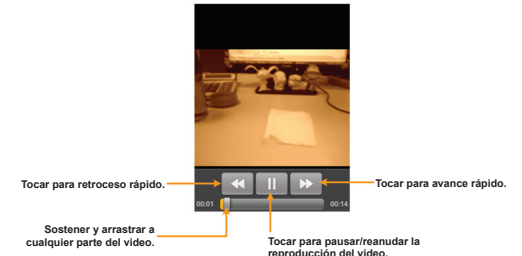 Tocar para retroceso rápido.
Tocar para avance rápido.
00:01
00:14
Sostener y arrastrar a
cualquier parte del video.
Tocar para pausar/reanudar la
reproducción del video.